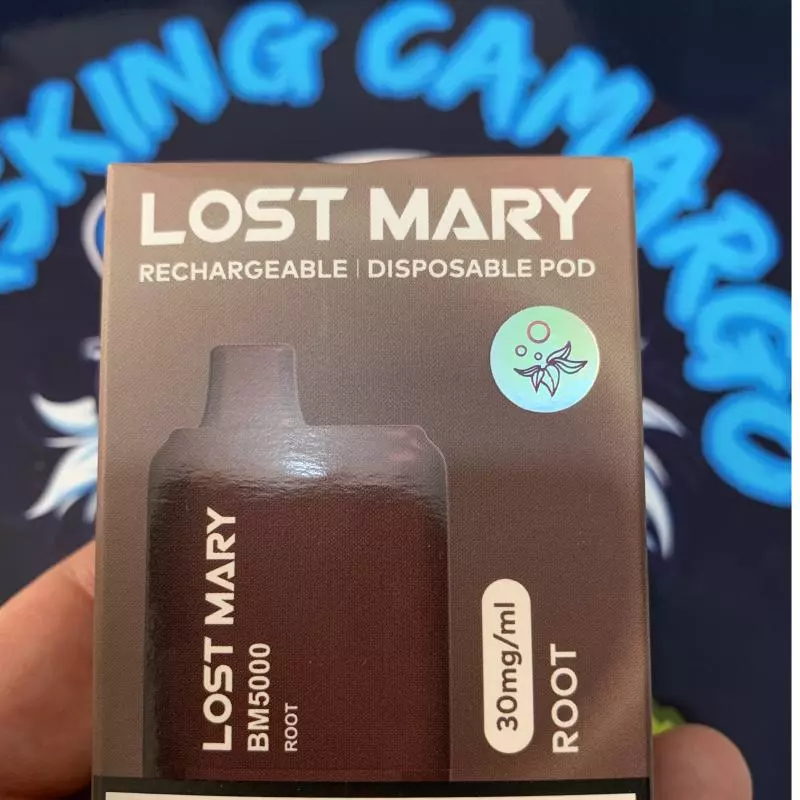 SKING CAMARGO
LOST MARY
RECHARGEABLE | DISPOSABLE POD
LOST MARY
BM5000
ROOT
30mg/ml
ROOT